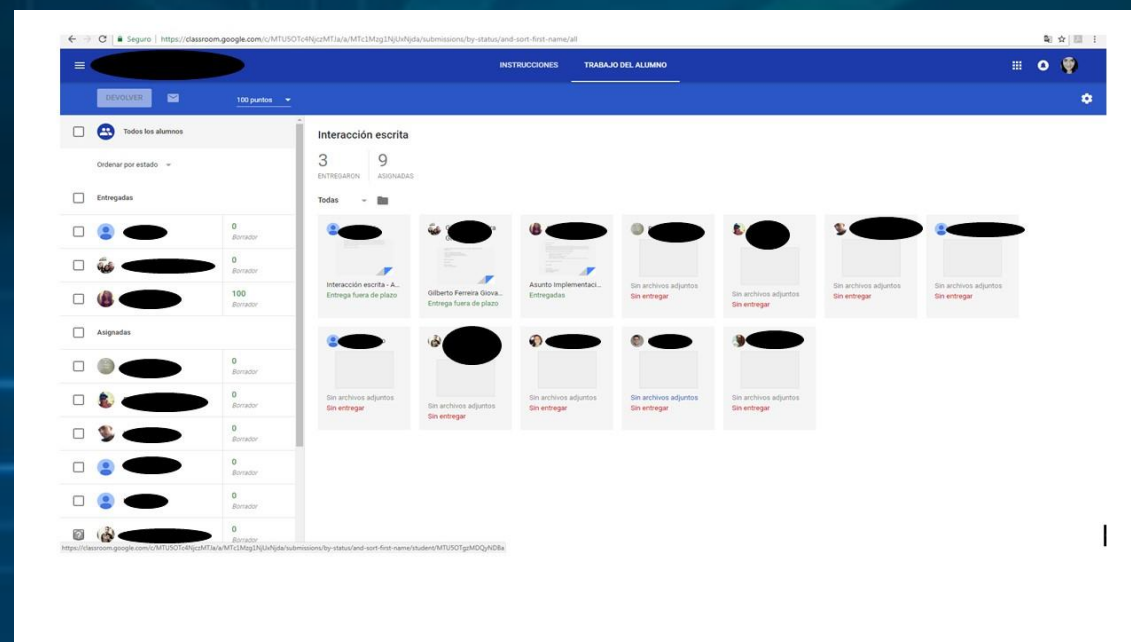 Seguro | https://classroom.google.com/c/MTU5OTc4NjczMTJa/a/MTc1Mzg1NjUxNjda/submissions/by-status/and-sort-first-name/all
INSTRUCCIONES TRABAJO DEL ALUMNO
DEVOLVER 100 puntos
Todos los alumnos
Ordenar por estado
Entregadas
0
Borrador
0
Borrador
100
Borrador
Asignadas
0
Borrador
0
Borrador
0
Borrador
0
Borrador
0
Borrador
0
Borrador
Interacción escrita
3 9
ENTREGARON ASIGNADAS
Todas
Interacción escrita - A...
Entrega fuera de plazo
Gilberto Ferreira Giova...
Entrega fuera de plazo
Asunto Implementaci...
Entregadas
Sin archivos adjuntos
Sin entregar
Sin archivos adjuntos
Sin entregar
Sin archivos adjuntos
Sin entregar
Sin archivos adjuntos
Sin entregar
Sin archivos adjuntos
Sin entregar
Sin archivos adjuntos
Sin entregar
Sin archivos adjuntos
Sin entregar
Sin archivos adjuntos
Sin entregar
Sin archivos adjuntos
Sin entregar
https://classroom.google.com/c/MTU5OTc4NjczMTJa/a/MTc1Mzg1NjUxNjda/submissions/by-status/and-sort-first-name/student/MTU5OTgzMDQyNDBa